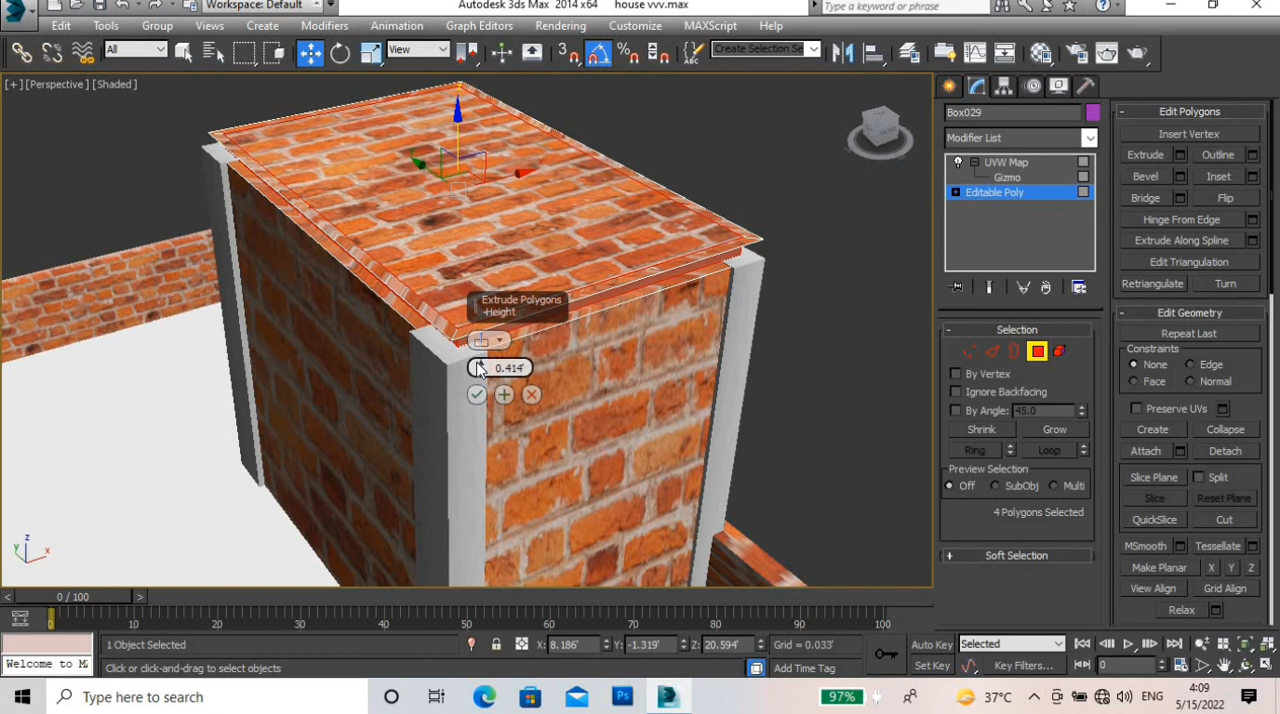 Workspace: Default
Autodesk 3ds Max 2014 x64
house vvv.max
Type a keyword or phrase
Edit Tools Group Views Create Modifiers Animation Graph Editors Rendering Customize MAXScript Help
All
View
3
%
ABC
Create Selection Se
[+] [Perspective] [Shaded]
Extrude Polygons
-Height
0.414'
z
y
x
Box029
Modifier List
UVW Map
Gizmo
Editable Poly
- Selection
By Vertex
Ignore Backfacing
By Angle: 45.0
Shrink Grow
Ring Loop
Preview Selection
Off SubObj Multi
4 Polygons Selected
+ Soft Selection
- Edit Polygons
Insert Vertex
Extrude Outline
Bevel Inset
Bridge Flip
Hinge From Edge
Extrude Along Spline
Edit Triangulation
Retriangulate Turn
- Edit Geometry
Repeat Last
Constraints
None Edge
Face Normal
Preserve UVs
Create Collapse
Attach Detach
Slice Plane Split
Slice Reset Plane
QuickSlice Cut
MSmooth Tessellate
Make Planar X Y Z
View Align Grid Align
Relax
< 0 / 100 >
0 10 20 30 40 50 60 70 80 90 100
1 Object Selected X: 8.186' Y: -1.319' Z: 20.594' Grid = 0.033' Auto Key Selected
Welcome to M Click or click-and-drag to select objects Add Time Tag Set Key Key Filters... 0
Type here to search
Ps
97%
37°C
ENG
4:09
5/15/2022